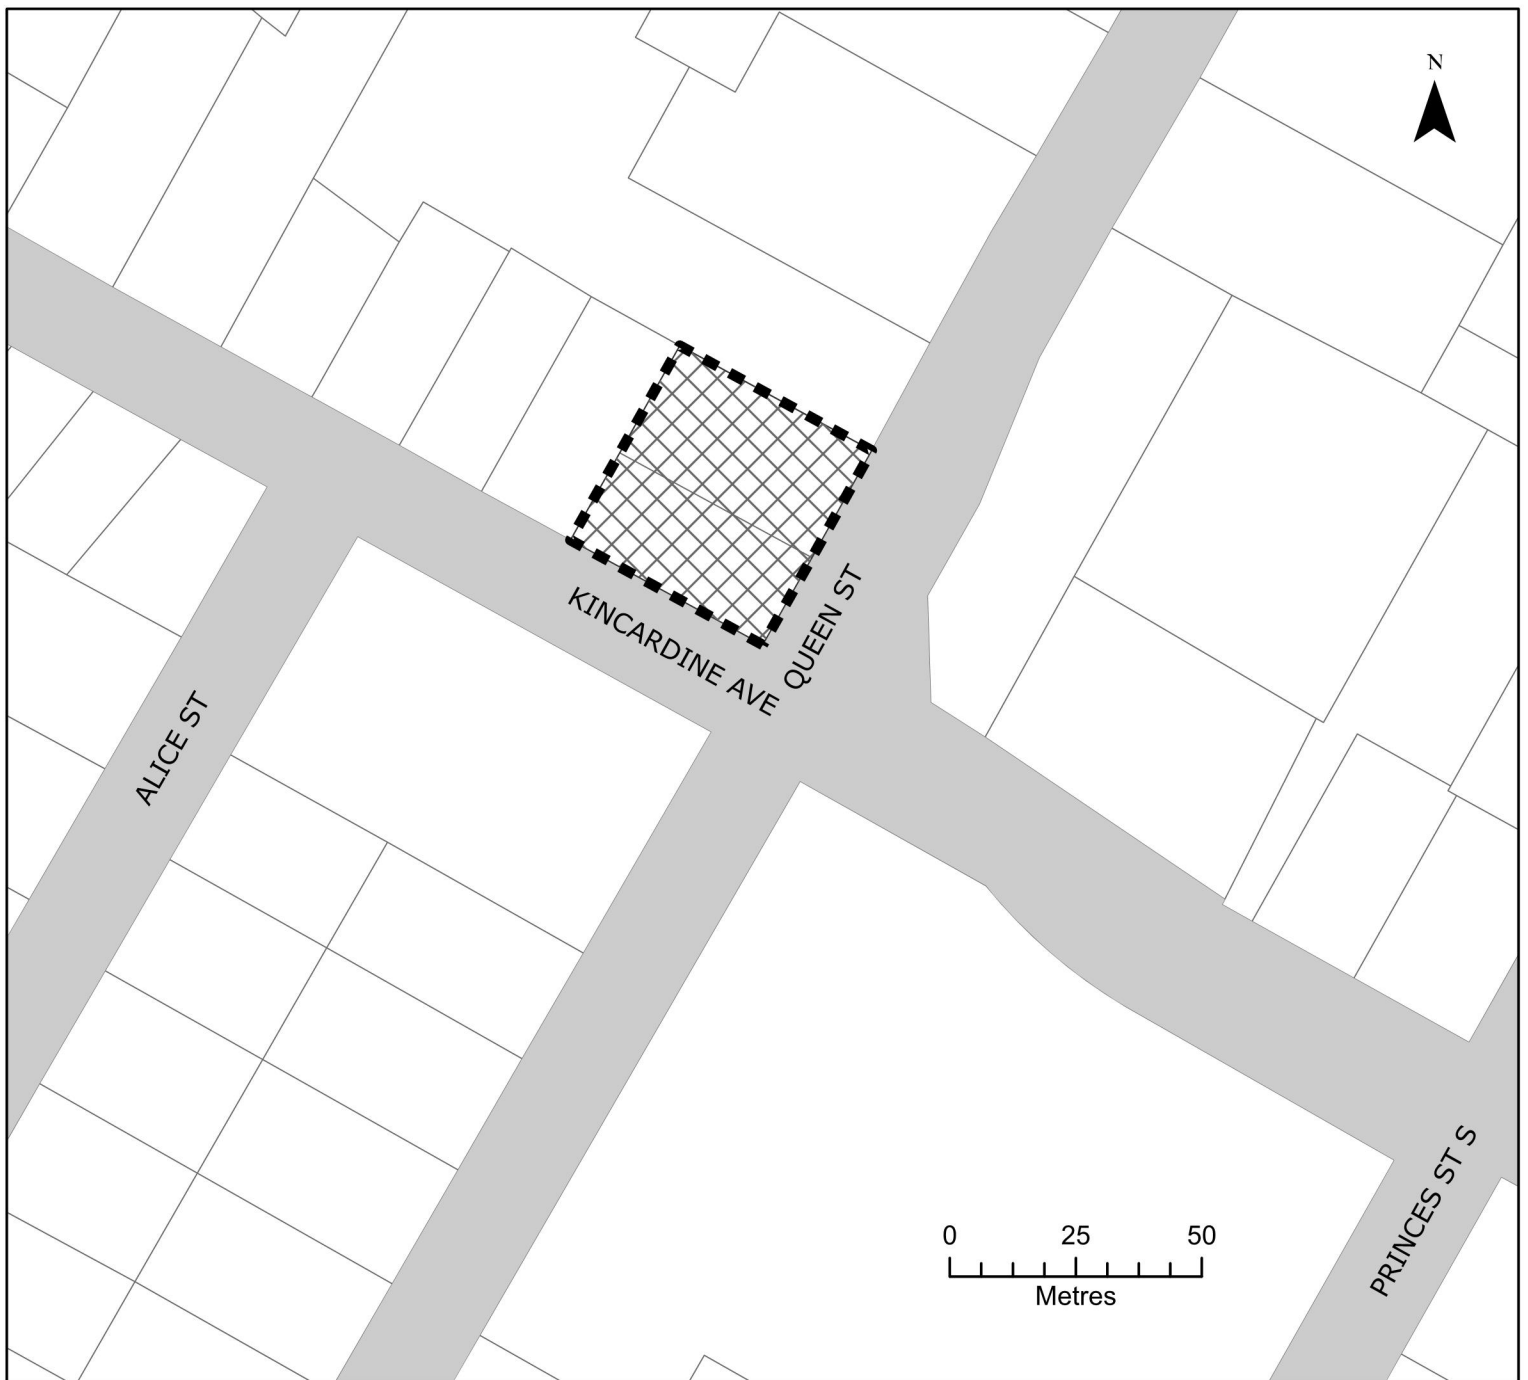 N
KINCARDINE AVE
QUEEN ST
ALICE ST
0 25 50
Metres
PRINCES ST S